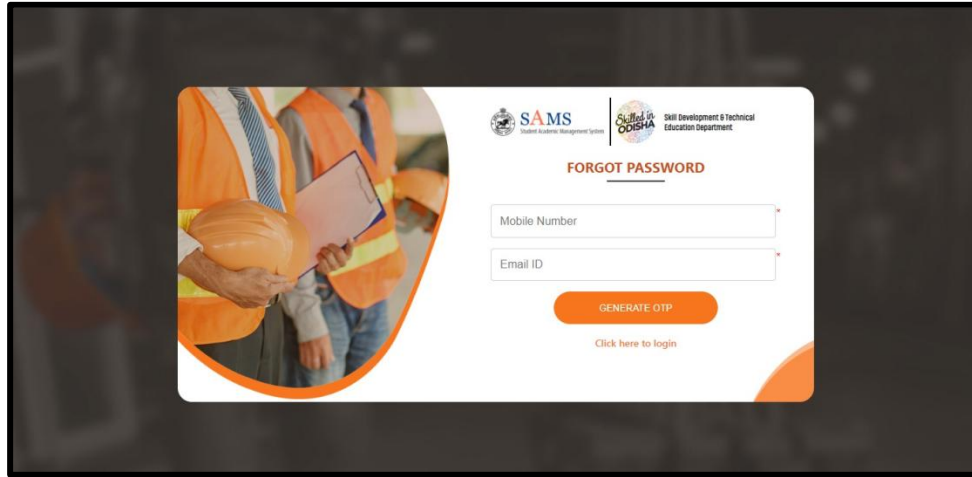 SAMS
Student Academic Management System
Skilled in
ODISHA
Skill Development & Technical
Education Department
FORGOT PASSWORD
Mobile Number *
Email ID *
GENERATE OTP
Click here to login